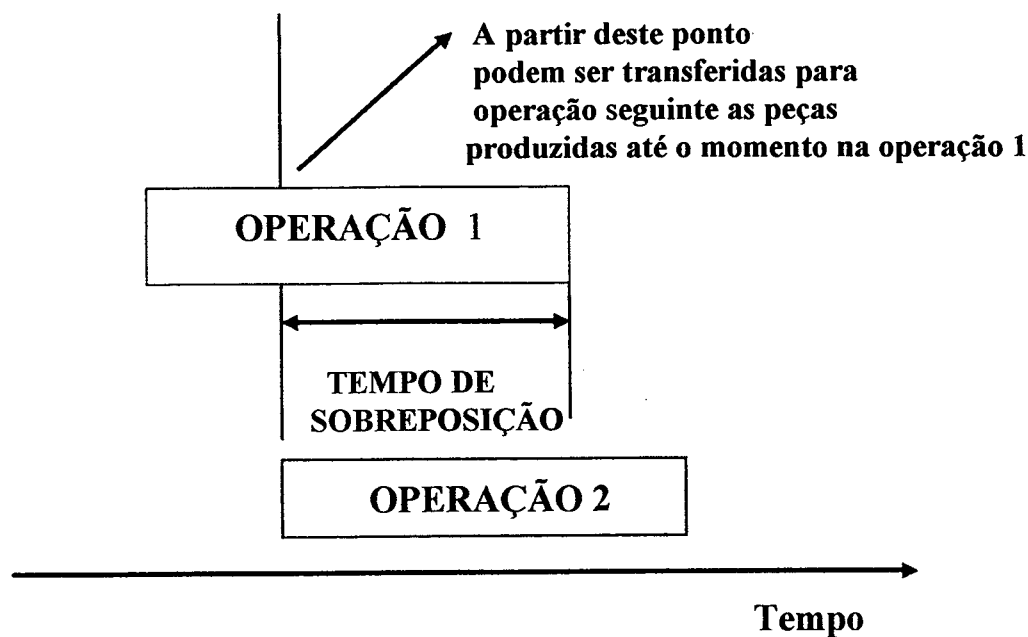 A partir deste ponto
podem ser transferidas para
operação seguinte as peças
produzidas até o momento na operação 1
OPERAÇÃO 1
TEMPO DE
SOBREPOSIÇÃO
OPERAÇÃO 2
Tempo